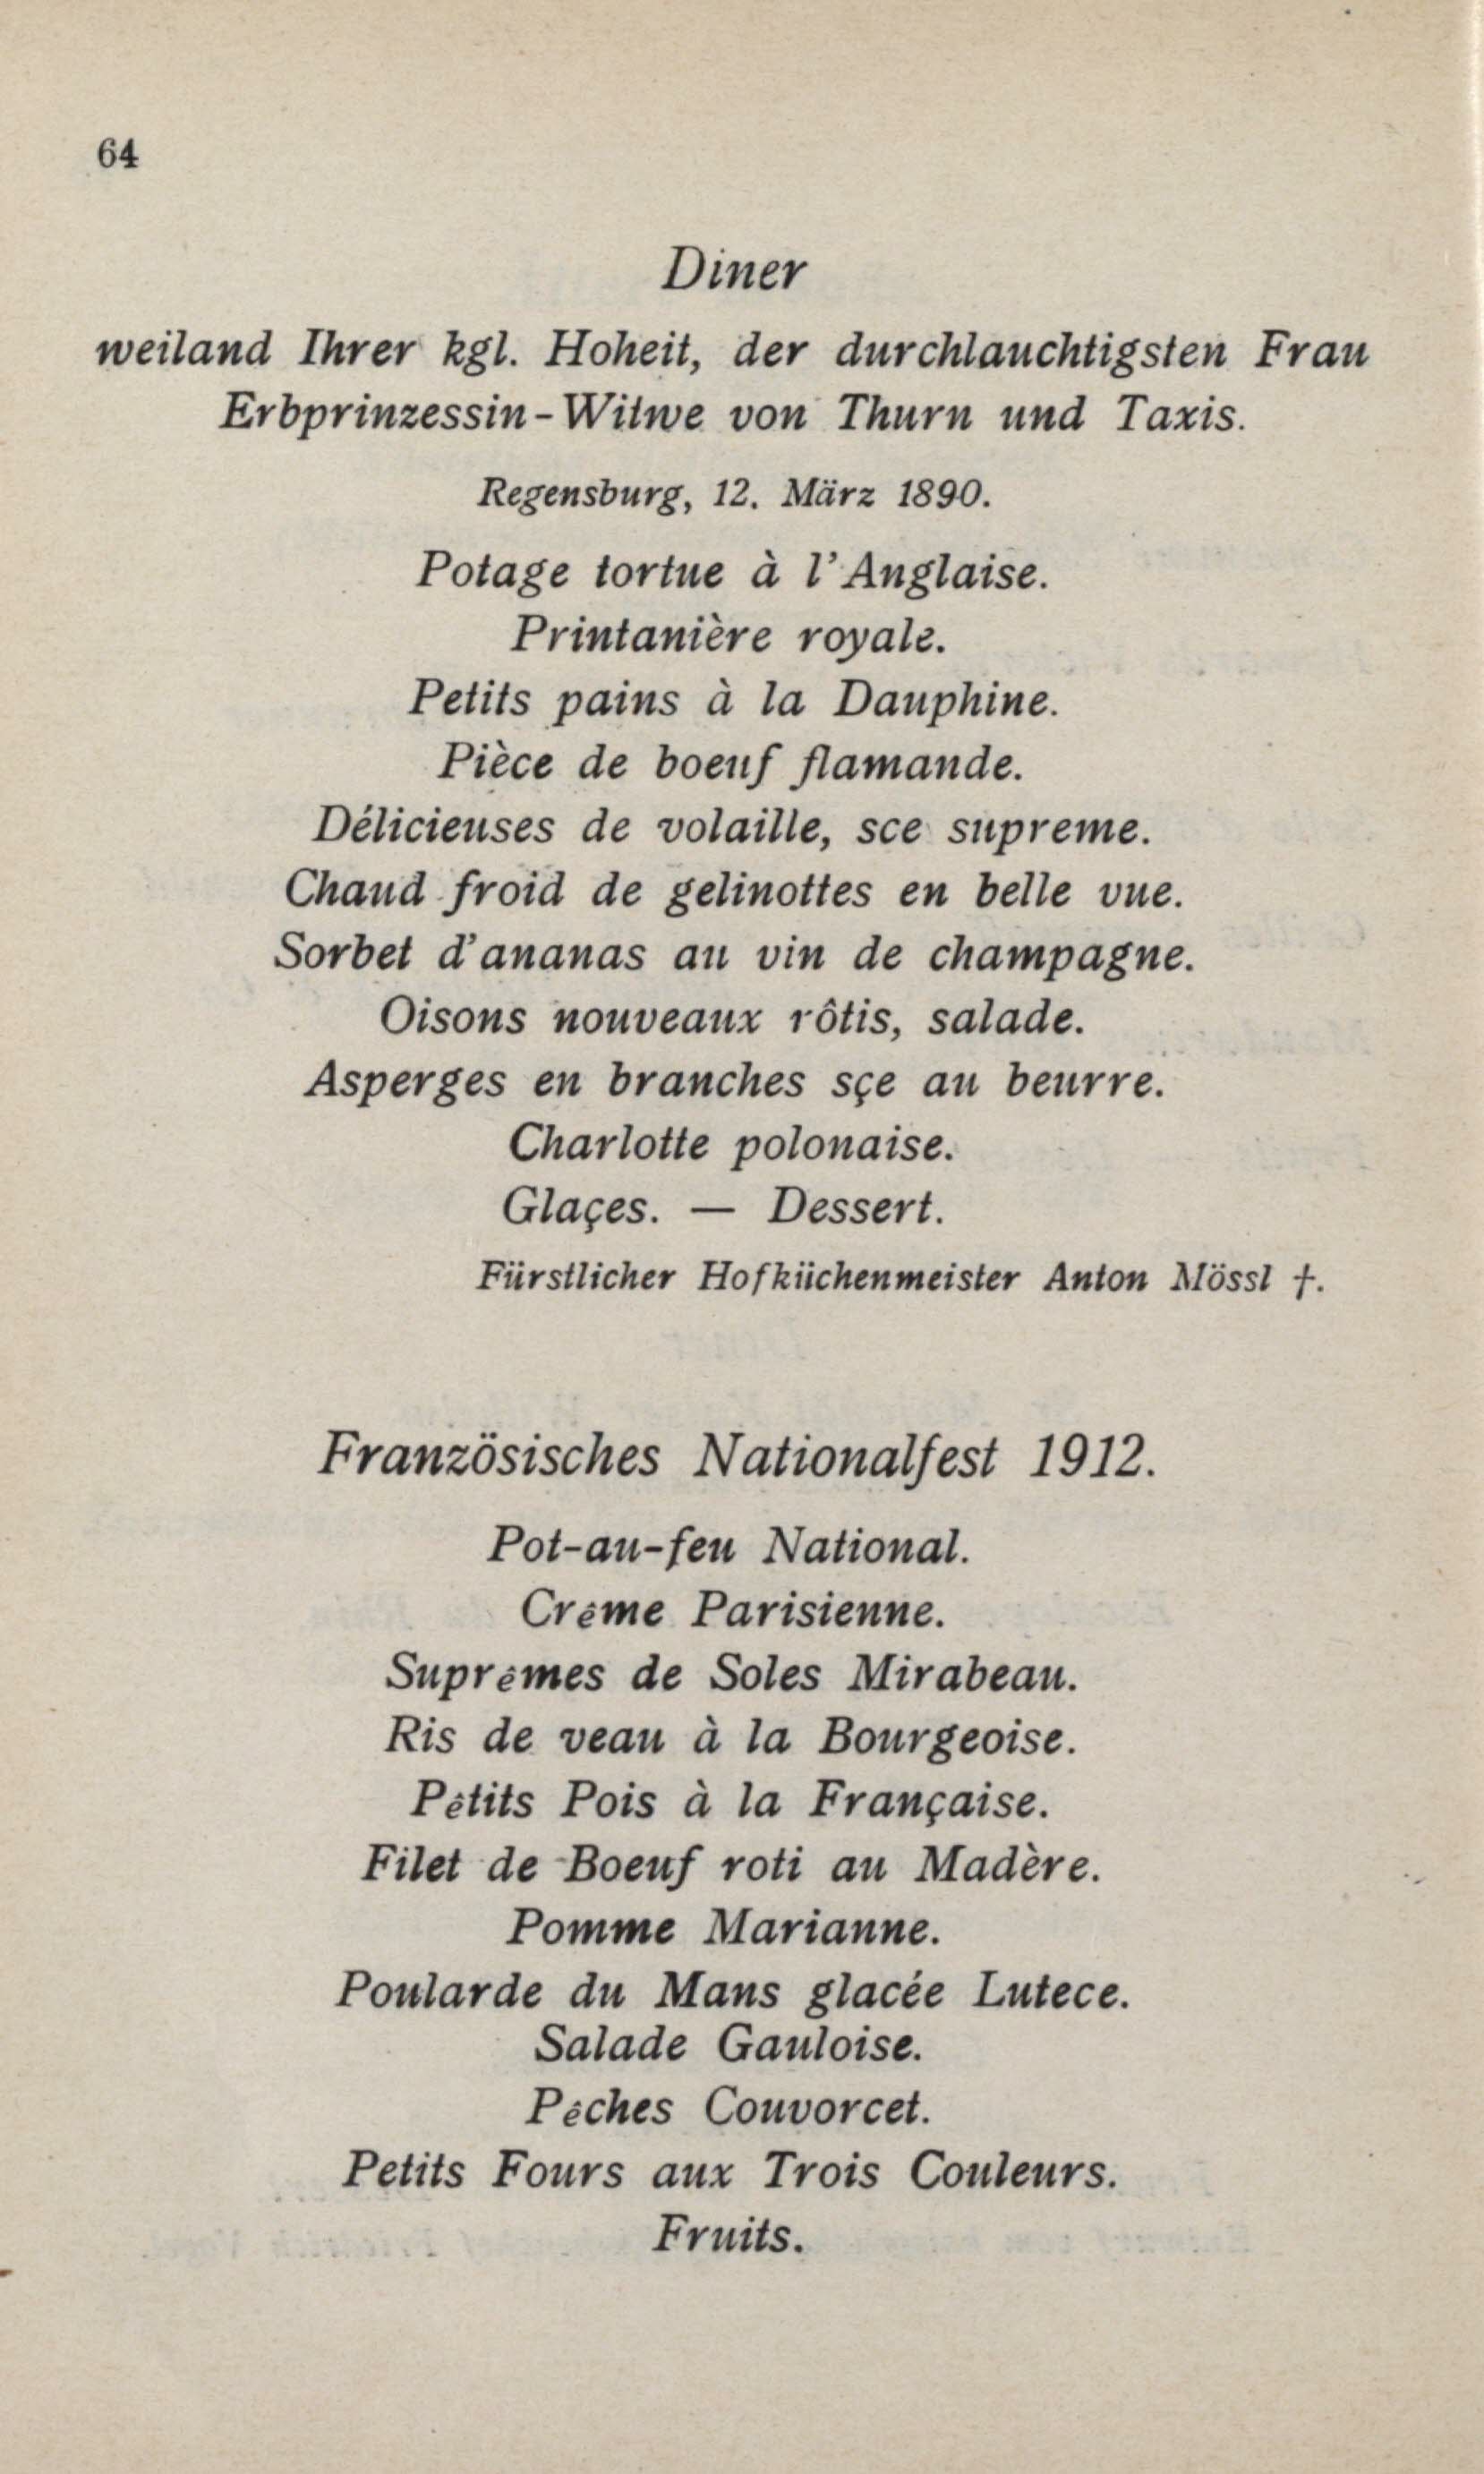 64
Diner
weiland Ihrer kgl. Hoheit, der durchlauchtigsten Frau
Erbprinzessin-Witwe von Thurn und Taxis.
Regensburg, 12. März 1890.
Potage tortue à l'Anglaise.
Printanière royale.
Petits pains à la Dauphine.
Pièce de boeuf flamande.
Délicieuses de volaille, sce supreme.
Chaud froid de gelinottes en belle vue.
Sorbet d'ananas au vin de champagne.
Oisons nouveaux rôtis, salade.
Asperges en branches sçe au beurre.
Charlotte polonaise.
Glaçes. — Dessert.
Fürstlicher Hofküchenmeister Anton Mössl †.
Französisches Nationalfest 1912.
Pot-au-feu National.
Crême Parisienne.
Suprêmes de Soles Mirabeau.
Ris de veau à la Bourgeoise.
Pêtits Pois à la Française.
Filet de Boeuf roti au Madère.
Pomme Marianne.
Poularde du Mans glacée Lutece.
Salade Gauloise.
Pêches Couvorcet.
Petits Fours aux Trois Couleurs.
Fruits.